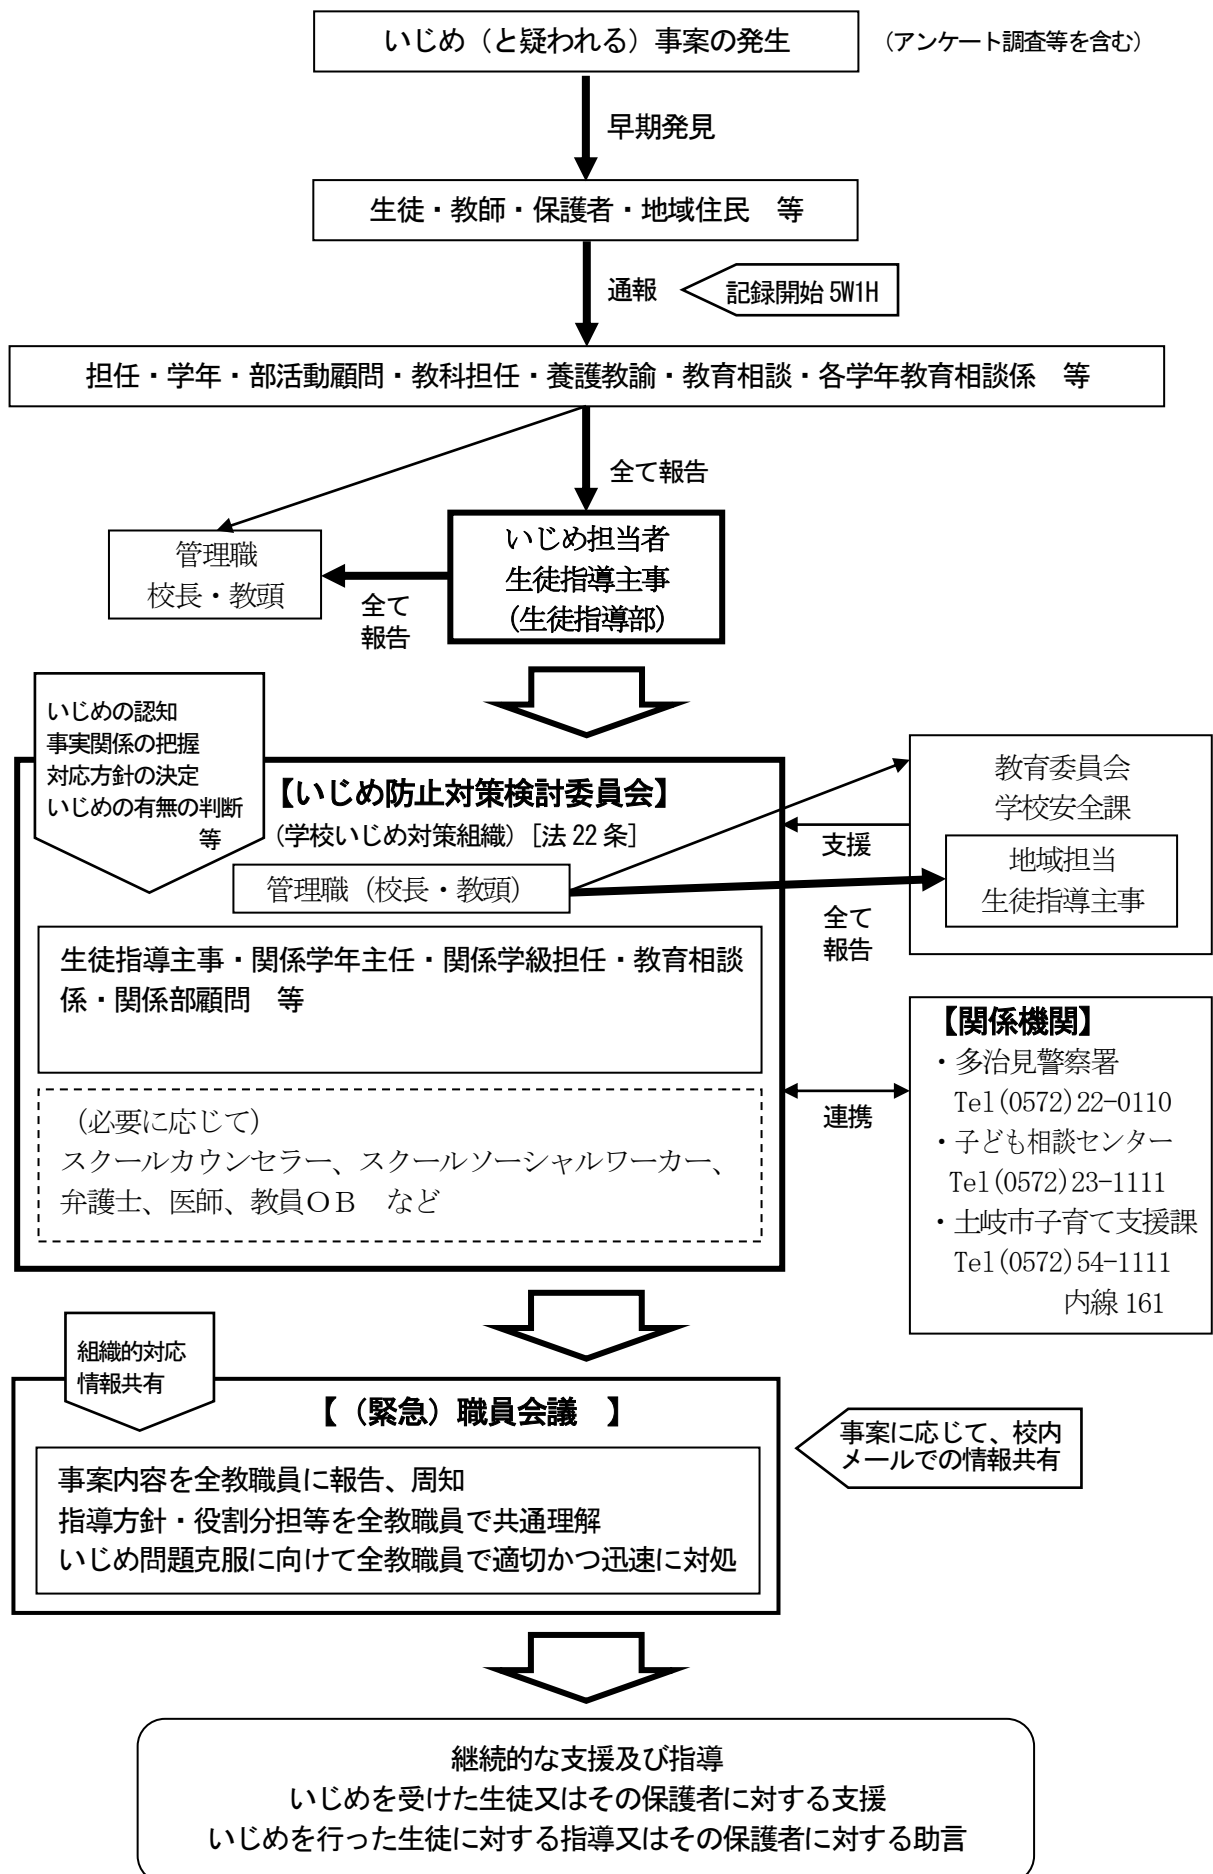 いじめ（と疑われる）事案の発生
（アンケート調査等を含む）
早期発見
生徒・教師・保護者・地域住民　等
通報
記録開始 5W1H
担任・学年・部活動顧問・教科担任・養護教諭・教育相談・各学年教育相談係　等
全て報告
管理職
校長・教頭
全て
報告
いじめ担当者
生徒指導主事
（生徒指導部）
いじめの認知
事実関係の把握
対応方針の決定
いじめの有無の判断
等
【いじめ防止対策検討委員会】
（学校いじめ対策組織）［法 22 条］
管理職（校長・教頭）
支援
教育委員会
学校安全課
地域担当
生徒指導主事
全て
報告
生徒指導主事・関係学年主任・関係学級担任・教育相談
係・関係部顧問　等
（必要に応じて）
スクールカウンセラー、スクールソーシャルワーカー、
弁護士、医師、教員ＯＢ　など
連携
【関係機関】
・多治見警察署
Tel(0572)22-0110
・子ども相談センター
Tel(0572)23-1111
・土岐市子育て支援課
Tel(0572)54-1111
内線 161
組織的対応
情報共有
【（緊急）職員会議　】
事案内容を全教職員に報告、周知
指導方針・役割分担等を全教職員で共通理解
いじめ問題克服に向けて全教職員で適切かつ迅速に対処
事案に応じて、校内
メールでの情報共有
継続的な支援及び指導
いじめを受けた生徒又はその保護者に対する支援
いじめを行った生徒に対する指導又はその保護者に対する助言